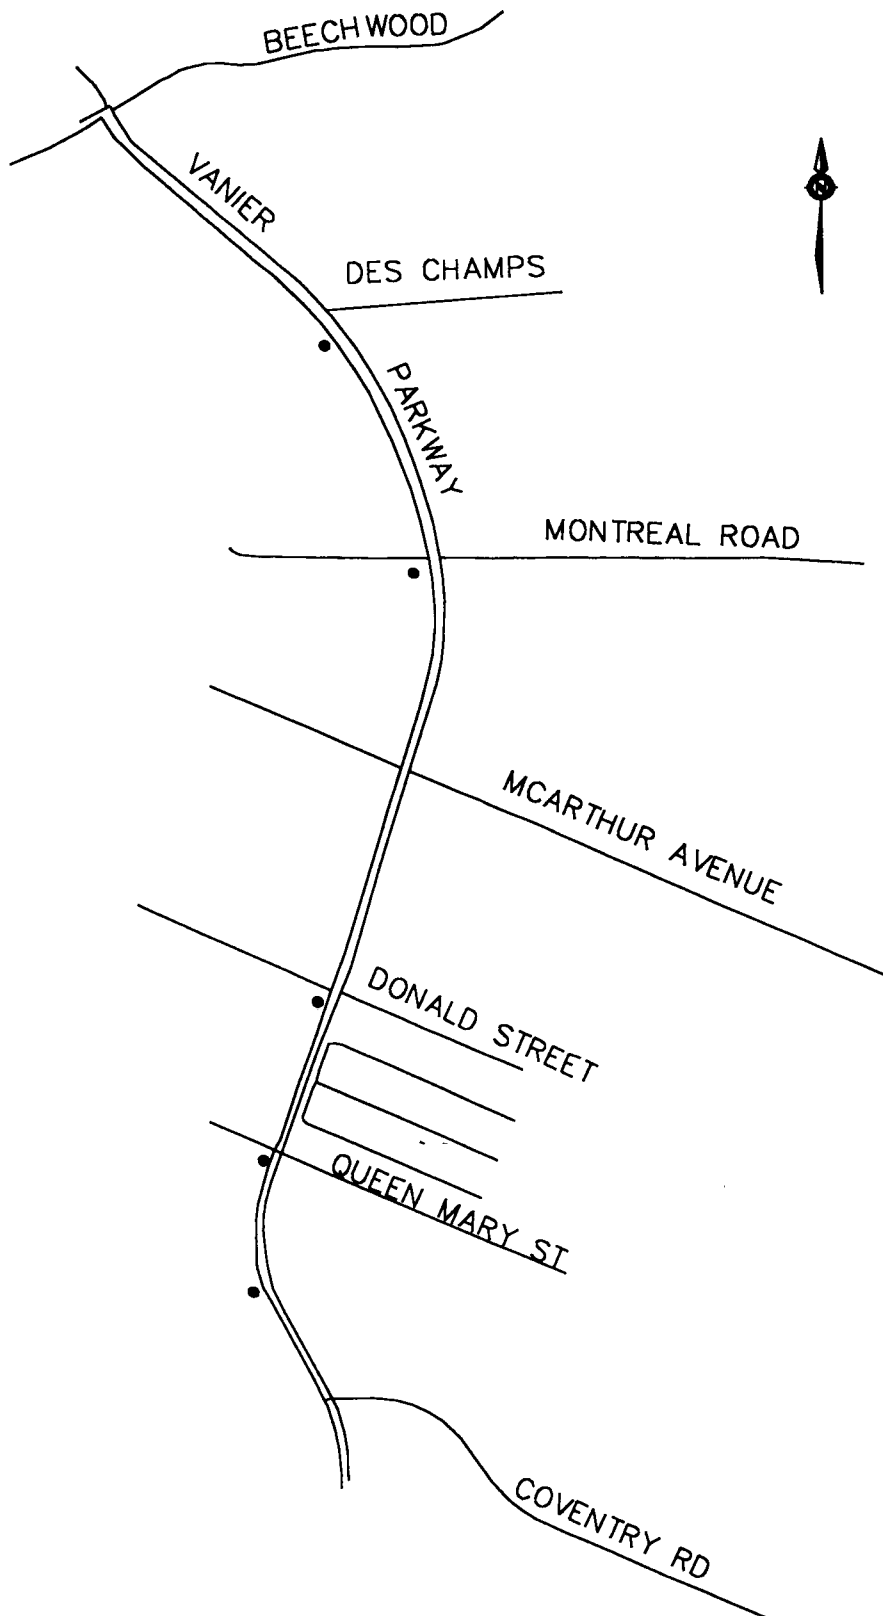 BEECHWOOD
VANIER
N
DES CHAMPS
PARKWAY
MONTREAL ROAD
MCARTHUR AVENUE
DONALD STREET
QUEEN MARY ST
COVENTRY RD